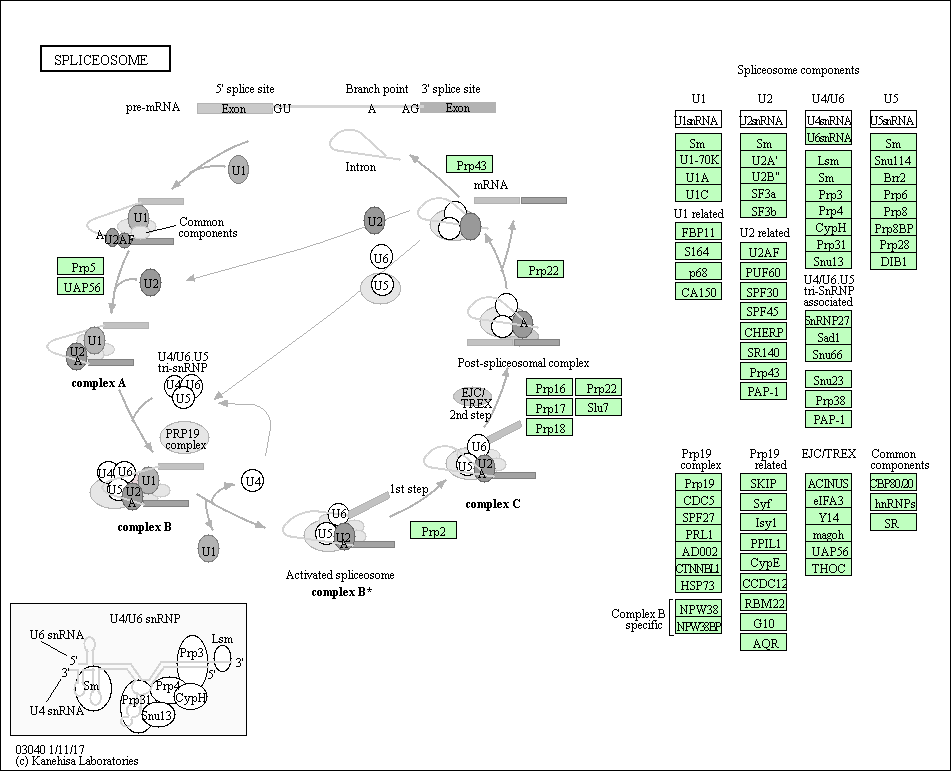 SPLICEOSOME
5' splice site
Branch point
3' splice site
pre-mRNA
Exon
GU
A
AG
Exon
U1
Intron
Prp43
mRNA
U1
A
U2AF
Common
components
U2
U6
U5
Prp5
UAP56
U2
Prp22
U1
U2
A
complex A
U4/U6.U5
tri-snRNP
U4 U6
U5
A
Post-spliceosomal complex
EJC/
TREX
2nd step
Prp16
Prp22
Prp17
Slu7
Prp18
PRP19
complex
U4 U6
U5
U1
U2
A
complex B
U4
U1
U6
U5
U2
A
complex C
1st step
U6
U5
U2
A
Prp2
Activated spliceosome
complex B*
Spliceosome components
U1
U1snRNA
Sm
U1-70K
U1A
U1C
U1 related
FBP11
S164
p68
CA150
U2
U2snRNA
Sm
U2A'
U2B"
SF3a
SF3b
U2 related
U2AF
PUF60
SPF30
SPF45
CHERP
SR140
Prp43
PAP-1
U4/U6
U4snRNA
U6snRNA
Lsm
Sm
Prp3
Prp4
CypH
Prp31
Snu13
U4/U6.U5
tri-SnRNP
associated
SnRNP27
Sad1
Snu66
Snu23
Prp38
PAP-1
U5
U5snRNA
Sm
Snu114
Brr2
Prp6
Prp8
Prp8BP
Prp28
DIB1
Prp19
complex
Prp19
CDC5
SPF27
PRL1
AD002
CTNNBL1
HSP73
Complex B
specific
NPW38
NPW38BP
Prp19
related
SKIP
Syf
Isy1
PPIL1
CypE
CCDC12
RBM22
G10
AQR
EJC/TREX
ACINUS
eIFA3
Y14
magoh
UAP56
THOC
Common
components
CBP80/20
hnRNPs
SR
U4/U6 snRNP
U6 snRNA
5'
3'
Sm
U4 snRNA
Prp3
Lsm
3'
5'
Prp4
Prp31
CypH
Snu13
03040 1/11/17
(c) Kanehisa Laboratories